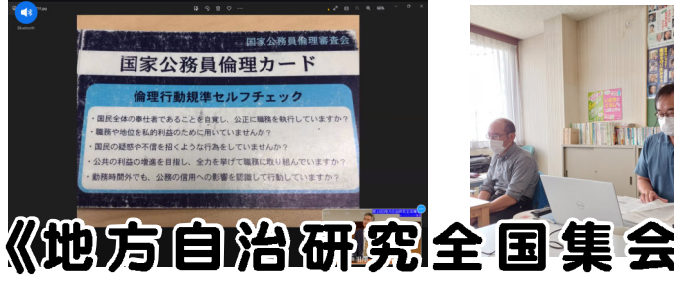 Bluetooth
国家公務員倫理審査会
国家公務員倫理カード
倫理行動規準セルフチェック
・国民全体の奉仕者であることを自覚し、公正に職務を執行していますか?
・職務や地位を私的利益のために用いていませんか?
・国民の疑惑や不信を招くような行為をしていませんか?
・公共の利益の増進を目指し、全力を挙げて職務に取り組んでいますか?
・勤務時間外でも、公務の信用への影響を認識して行動していますか?
《地方自治研究全国集会